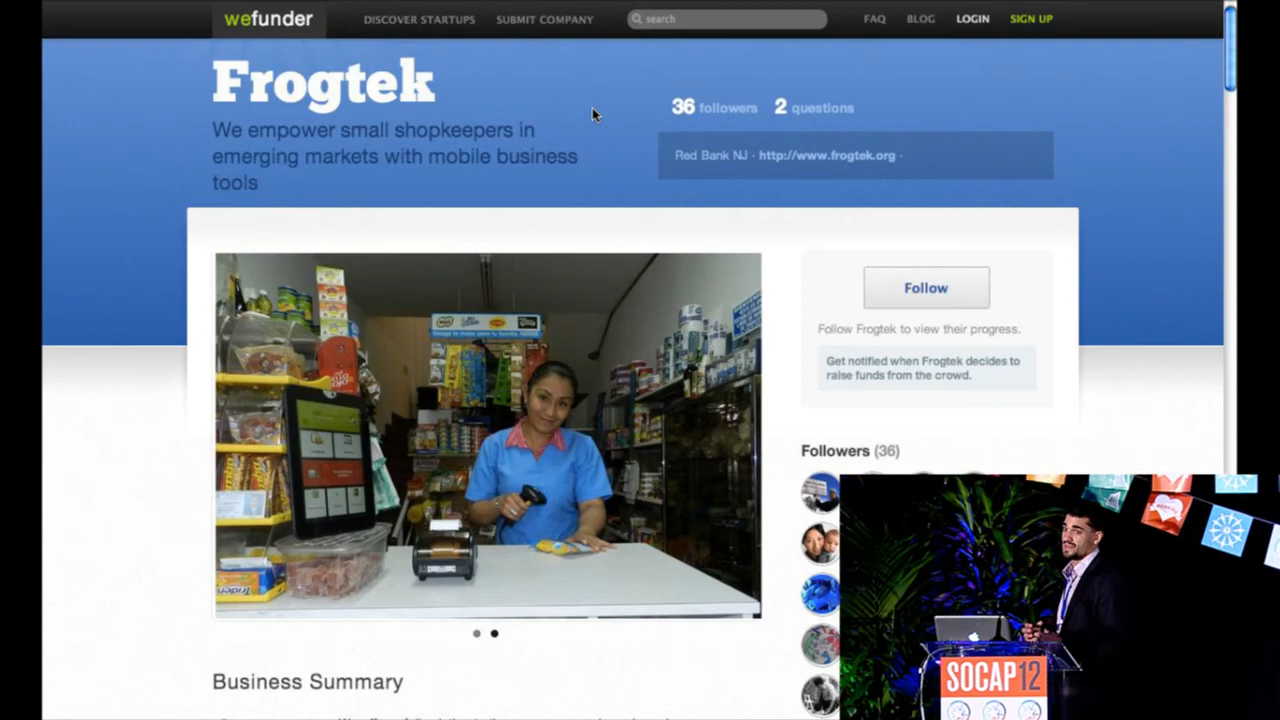 wefunder
DISCOVER STARTUPS
SUBMIT COMPANY
search
FAQ
BLOG
LOGIN
SIGN UP
Frogtek
We empower small shopkeepers in
emerging markets with mobile business
tools
36 followers 2 questions
Red Bank NJ · http://www.frogtek.org ·
Follow
Follow Frogtek to view their progress.
Get notified when Frogtek decides to
raise funds from the crowd.
Followers (36)
Trident
Business Summary
SOCAP12